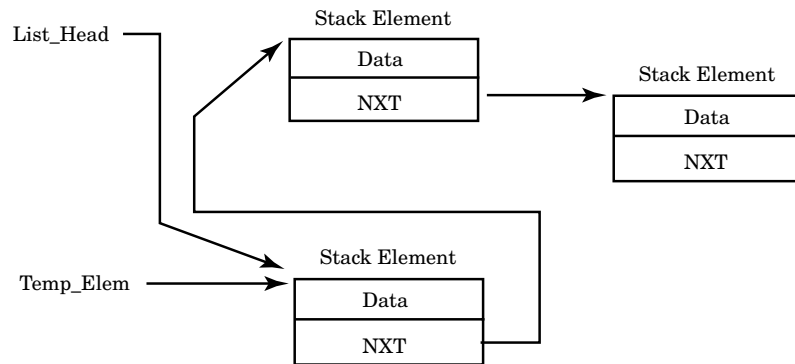 Stack Element
List_Head
Data
NXT
Stack Element
Data
NXT
Stack Element
Temp_Elem
Data
NXT